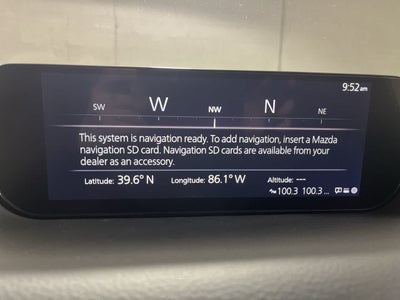 9:52 am
SW W NW N NE
This system is navigation ready. To add navigation, insert a Mazda
navigation SD card. Navigation SD cards are available from your
dealer as an accessory.
Latitude: 39.6° N Longitude: 86.1° W Altitude: ---
100.3 100.3 ...